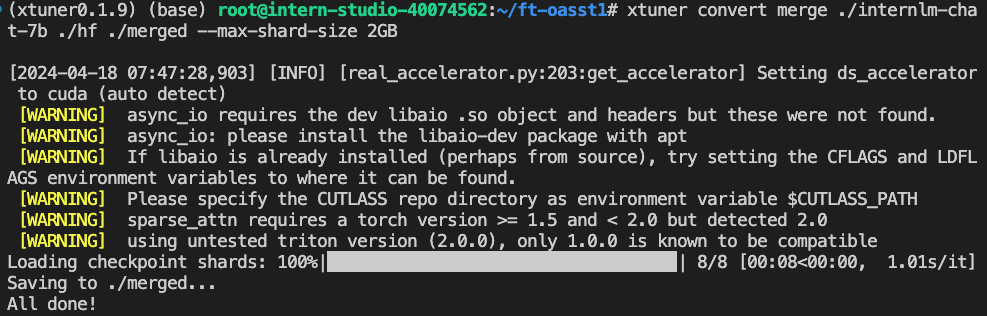 (xtuner0.1.9) (base) root@intern-studio-40074562:~/ft-oasst1# xtuner convert merge ./internlm-cha
t-7b ./hf ./merged --max-shard-size 2GB
[2024-04-18 07:47:28,903] [INFO] [real_accelerator.py:203:get_accelerator] Setting ds_accelerator
to cuda (auto detect)
[WARNING] async_io requires the dev libaio .so object and headers but these were not found.
[WARNING] async_io: please install the libaio-dev package with apt
[WARNING] If libaio is already installed (perhaps from source), try setting the CFLAGS and LDFL
AGS environment variables to where it can be found.
[WARNING] Please specify the CUTLASS repo directory as environment variable $CUTLASS_PATH
[WARNING] sparse_attn requires a torch version >= 1.5 and < 2.0 but detected 2.0
[WARNING] using untested triton version (2.0.0), only 1.0.0 is known to be compatible
Loading checkpoint shards: 100%| | 8/8 [00:08<00:00, 1.01s/it]
Saving to ./merged...
All done!